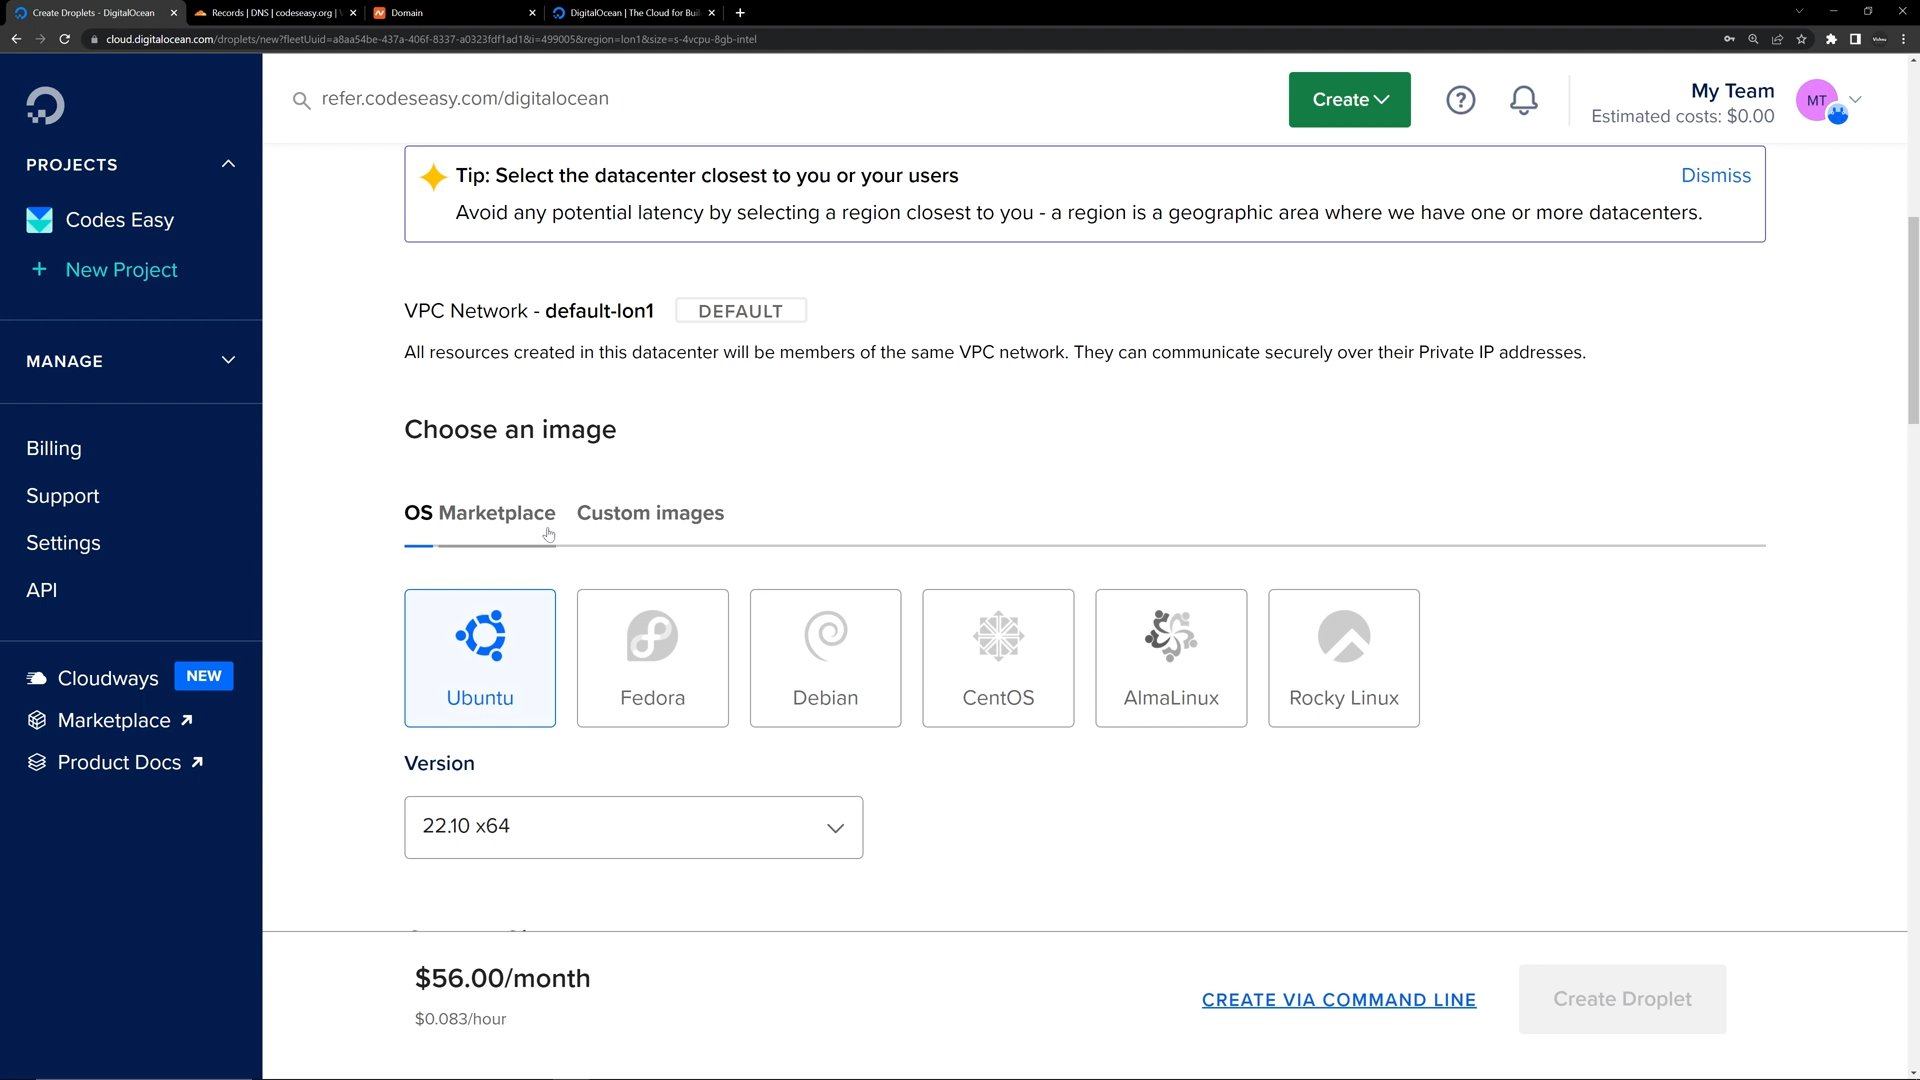 Create Droplets - DigitalOcean
Records | DNS | codeseasy.org |
Domain
DigitalOcean | The Cloud for Bui
cloud.digitalocean.com/droplets/new?fleetUuid=a8aa54be-437a-406f-8337-a0323fdf1ad1&i=499005&region=lon1&size=s-4vcpu-8gb-intel
refer.codeseasy.com/digitalocean
Create
My Team
Estimated costs: $0.00
MT
PROJECTS
Codes Easy
+ New Project
MANAGE
Billing
Support
Settings
API
Cloudways NEW
Marketplace
Product Docs
Tip: Select the datacenter closest to you or your users
Dismiss
Avoid any potential latency by selecting a region closest to you - a region is a geographic area where we have one or more datacenters.
VPC Network - default-lon1 DEFAULT
All resources created in this datacenter will be members of the same VPC network. They can communicate securely over their Private IP addresses.
Choose an image
OS Marketplace Custom images
Ubuntu
Fedora
Debian
CentOS
AlmaLinux
Rocky Linux
Version
22.10 x64
$56.00/month
$0.083/hour
CREATE VIA COMMAND LINE
Create Droplet